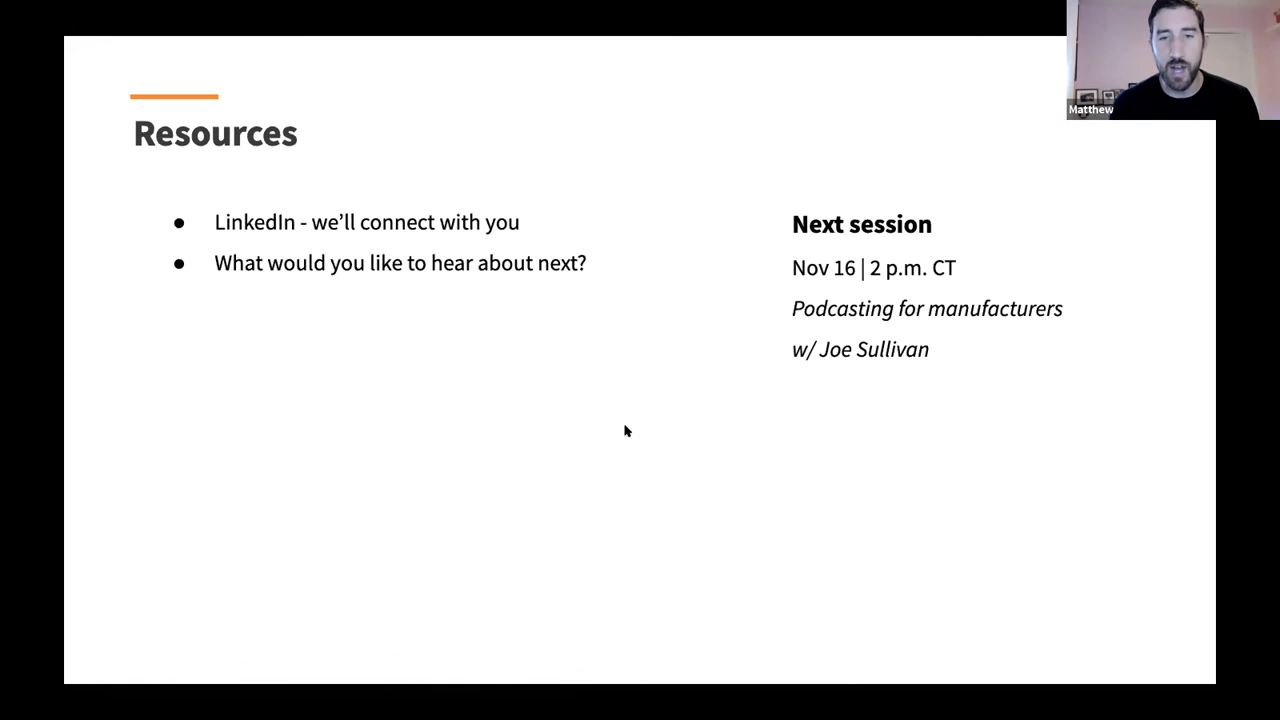 Resources
● LinkedIn - we’ll connect with you
● What would you like to hear about next?
Next session
Nov 16 | 2 p.m. CT
Podcasting for manufacturers
w/ Joe Sullivan
Matthew